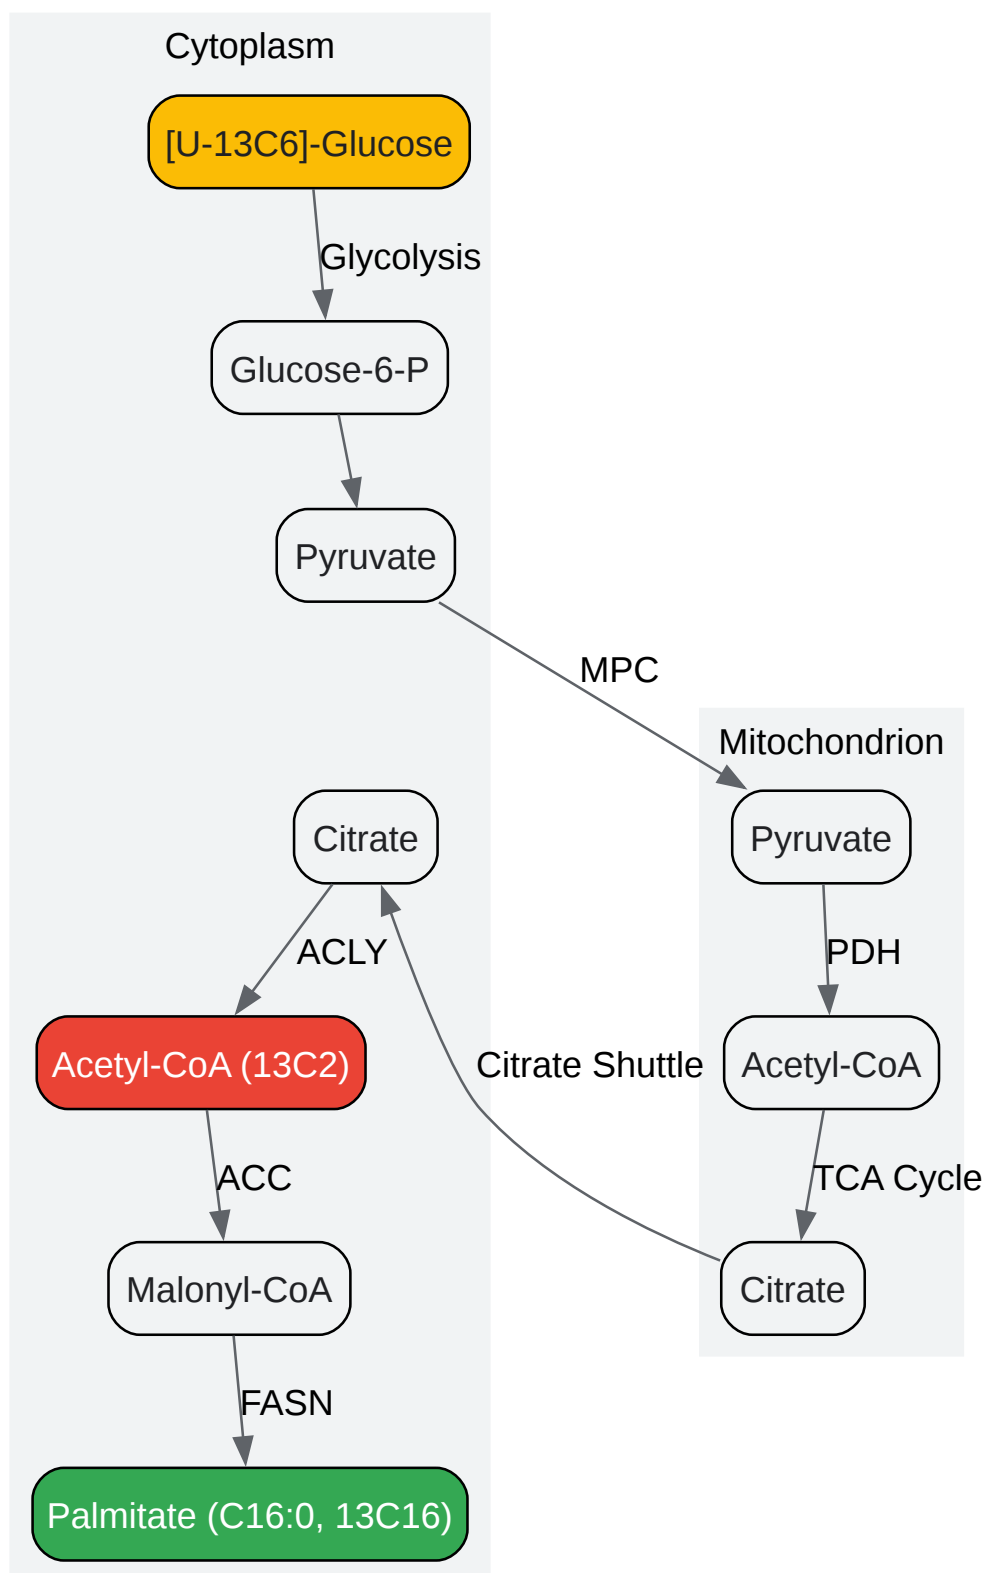 Cytoplasm
[U-13C6]-Glucose
Glycolysis
Glucose-6-P
Pyruvate
MPC
Mitochondrion
Citrate
Pyruvate
ACLY
PDH
Acetyl-CoA (13C2)
Citrate Shuttle
Acetyl-CoA
ACC
TCA Cycle
Malonyl-CoA
Citrate
FASN
Palmitate (C16:0, 13C16)